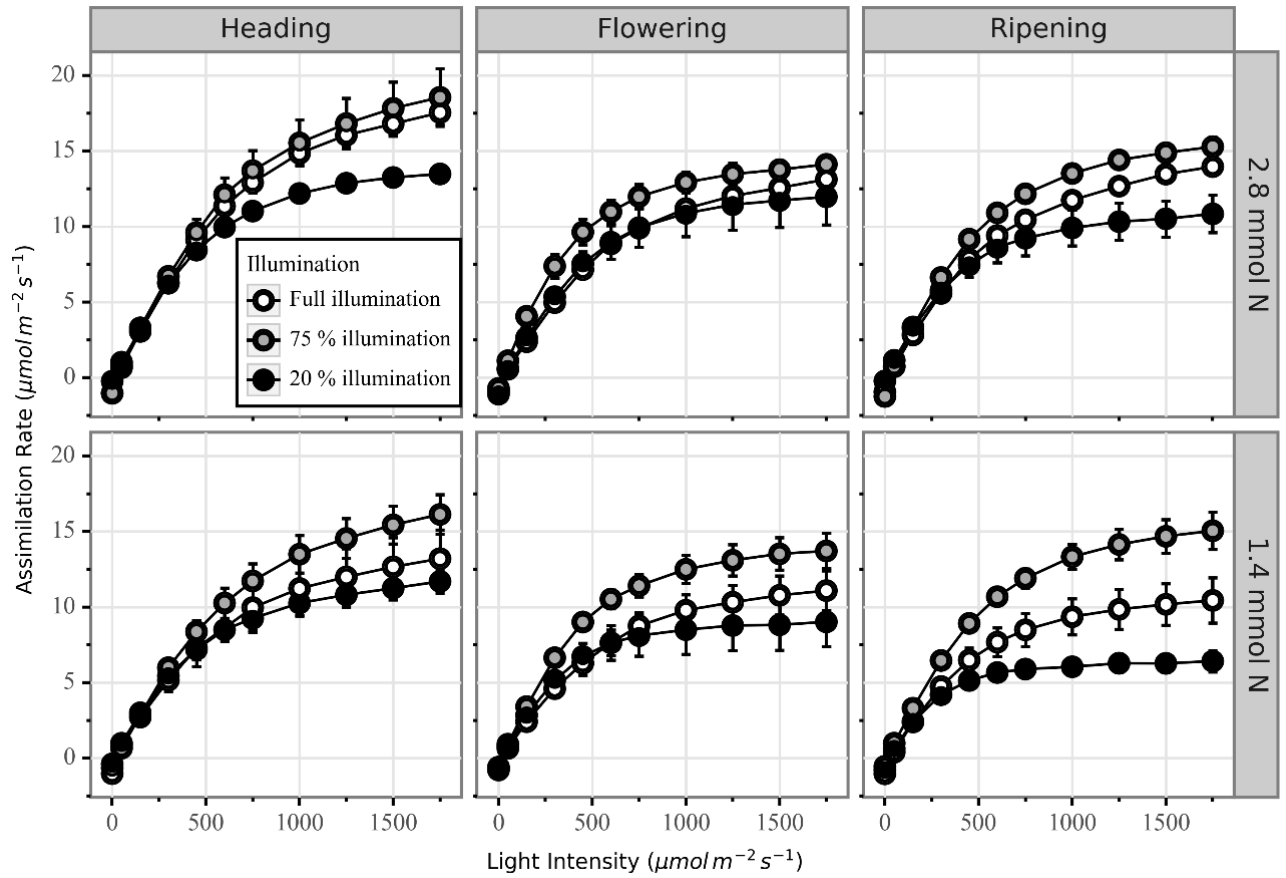 Heading
Flowering
Ripening
20
15
10
5
0
2.8 mmol N
Illumination
Full illumination
75 % illumination
20 % illumination
Assimilation Rate (μmol m⁻² s⁻¹)
20
15
10
5
0
1.4 mmol N
0 500 1000 1500
0 500 1000 1500
0 500 1000 1500
Light Intensity (μmol m⁻² s⁻¹)